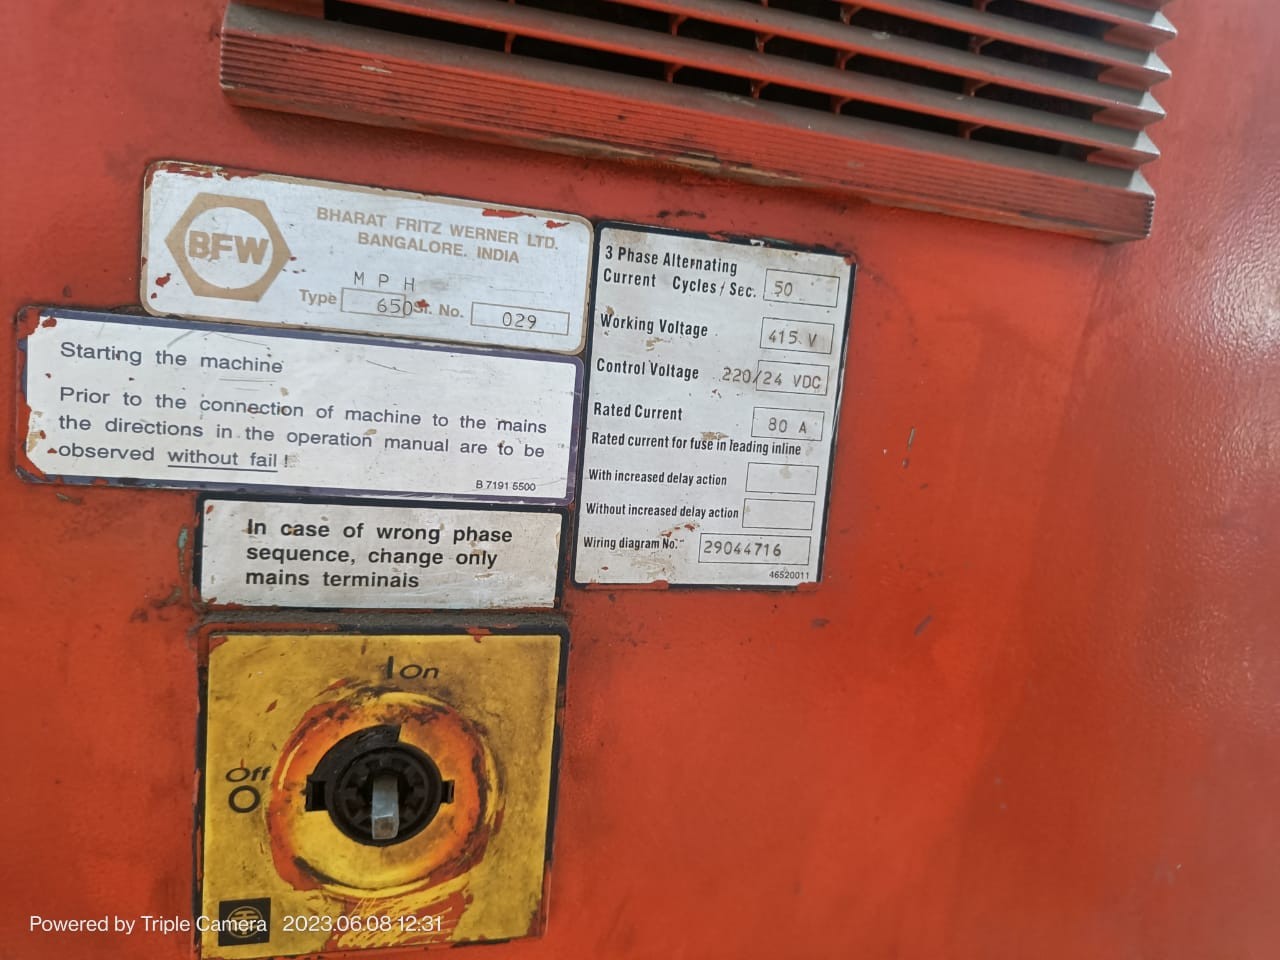 BFW
BHARAT FRITZ WERNER LTD.
BANGALORE. INDIA
M P H
Type 650 Sr. No. 029
Starting the machine
Prior to the connection of machine to the mains
the directions in the operation manual are to be
observed without fail !
B 7191 5500
In case of wrong phase
sequence, change only
mains terminals
3 Phase Alternating
Current Cycles / Sec. 50
Working Voltage 415 V
Control Voltage 220/24 VDC
Rated Current 80 A
Rated current for fuse in leading inline
With increased delay action
Without increased delay action
Wiring diagram No. 29044716
46520011
I On
Off
O
Powered by Triple Camera 2023.06.08 12:31